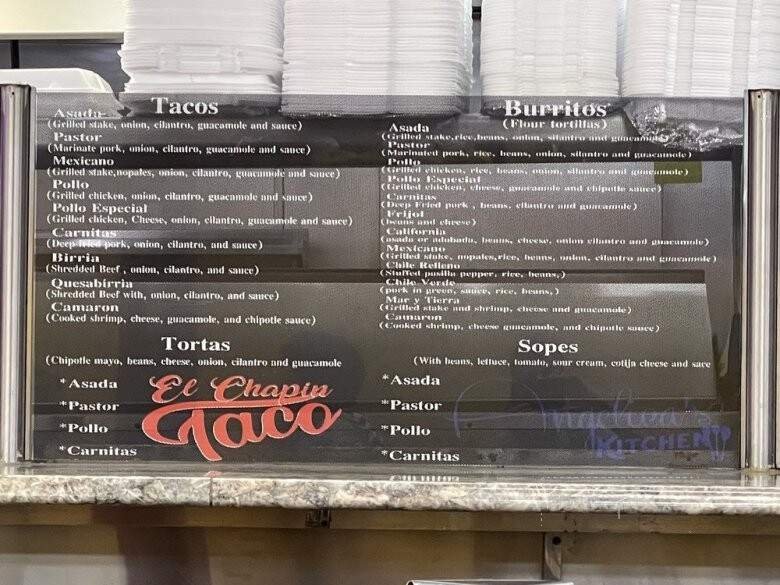 Tacos
Asada
(Grilled stake, onion, cilantro, guacamole and sauce)
Pastor
(Marinate pork, onion, cilantro, guacamole and sauce)
Mexicano
(Grilled stake,nopales, onion, cilantro, guacamole and sauce)
Pollo
(Grilled chicken, onion, cilantro, guacamole and sauce)
Pollo Especial
(Grilled chicken, Cheese, onion, cilantro, guacamole and sauce)
Carnitas
(Deep fried pork, onion, cilantro, and sauce)
Birria
(Shredded Beef , onion, cilantro, and sauce)
Quesabirria
(Shredded Beef with, onion, cilantro, and sauce)
Camaron
(Cooked shrimp, cheese, guacamole, and chipotle sauce)
Tortas
(Chipotle mayo, beans, cheese, onion, cilantro and guacamole
*Asada
*Pastor
*Pollo
*Carnitas
El Chapin
Taco
Burritos
(Flour tortillas)
Asada
(Grilled stake,rice,beans, onion, silantro and guacamole)
Pastor
(Marinated pork, rice, beans, onion, silantro and guacamole)
Pollo
(Grilled chicken, rice, beans, onion, silantro and guacamole)
Pollo Especial
(Grilled chicken, cheese, guacamole and chipotle sauce)
Carnitas
(Deep Fried pork , beans, cilantro and guacamole)
Frijol
(beans and cheese)
California
(asada or adobada, beans, cheese, onion cilantro and guacamole)
Mexicano
(Grilled stake, nopales,rice, beans, onion, cilantro and guacamole)
Chile Relleno
(Stuffed pasilla pepper, rice, beans,)
Chile Verde
(pork in green, sauce, rice, beans,)
Mar y Tierra
(Grilled stake and shrimp, cheese and guacamole)
Camaron
(Cooked shrimp, cheese guacamole, and chipotle sauce)
Sopes
(With beans, lettuce, tomato, sour cream, cotija cheese and sace
*Asada
*Pastor
*Pollo
*Carnitas
Angelica's
KITCHEN